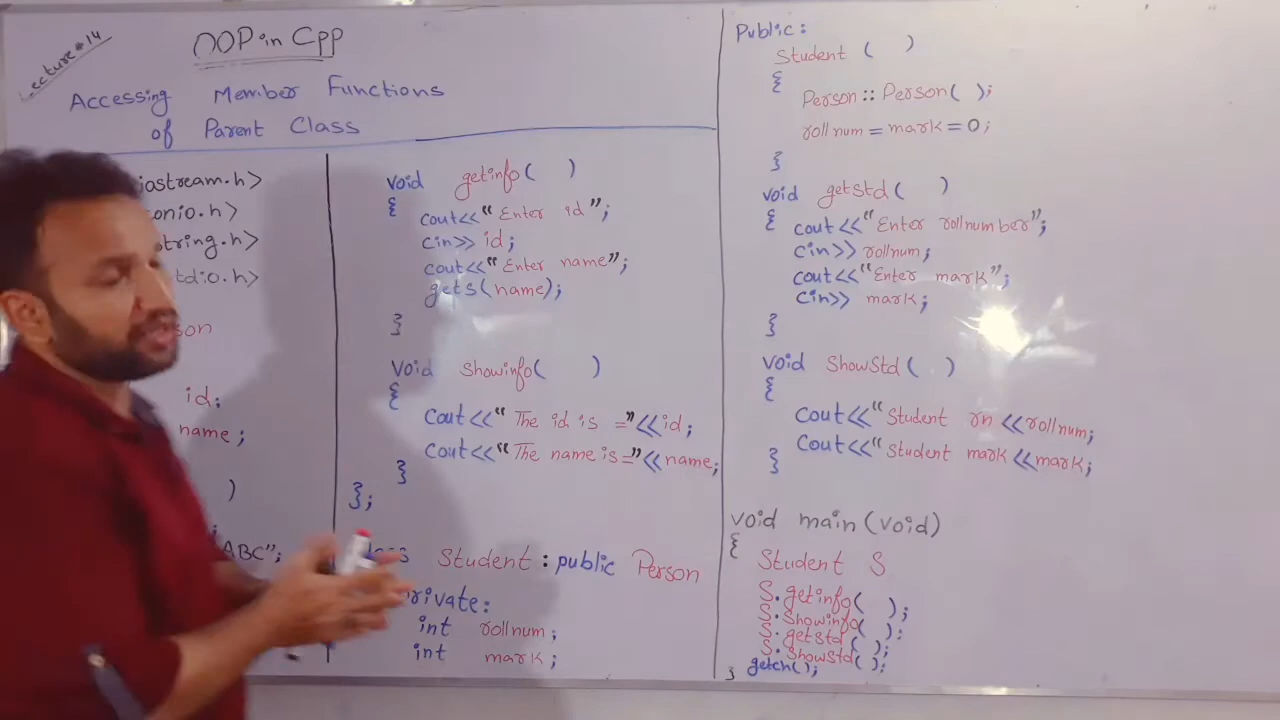 Lecture # 14
OOP in Cpp
Accessing Member Functions
of Parent Class
iostream.h>
onio.h>
tring.h>
tdio.h>
son
id;
name;
)
ABC";
void getinfo( )
{
cout<<"Enter id";
cin>> id;
cout<<"Enter name";
gets(name);
}
void showinfo( )
{
cout<<"The id is ="<<id;
cout<<"The name is="<<name;
}
};
Student : public Person
rivate:
int rollnum;
int mark;
Public:
Student ( )
{
Person :: Person( );
rollnum = mark = 0;
}
void getstd( )
{ cout <<"Enter rollnumber";
cin>> rollnum;
cout<<"Enter mark";
cin>> mark;
}
void ShowStd( )
{
cout<<"Student rn <<rollnum;
cout<<"Student mark <<mark;
}
void main (void)
{
Student S
S.getinfo( );
S.Showinfo( );
S.getstd( );
S.ShowStd( );
} getch();